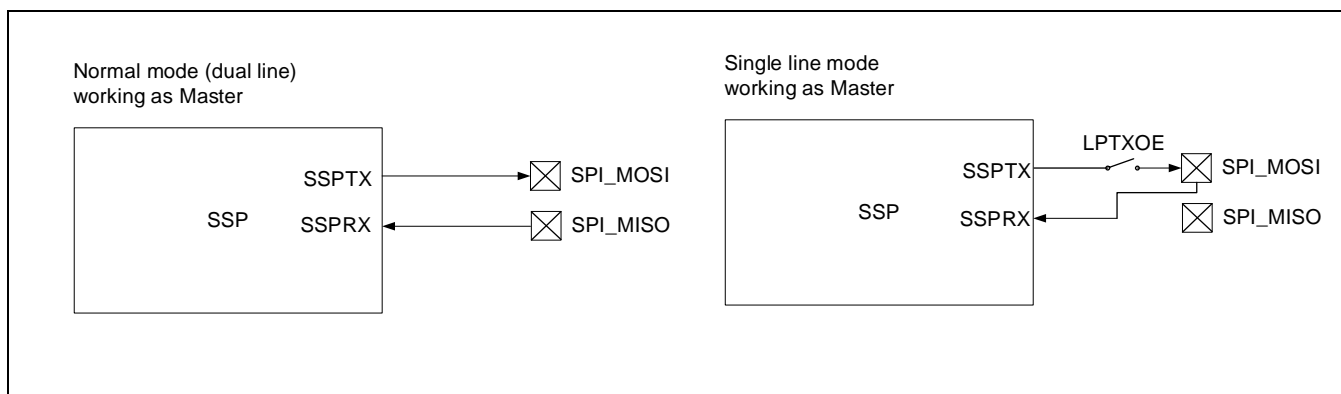 Normal mode (dual line)
working as Master
SSPTX
SPI_MOSI
SSP
SSPRX
SPI_MISO
Single line mode
working as Master
LPTXOE
SSPTX
SPI_MOSI
SSP
SSPRX
SPI_MISO